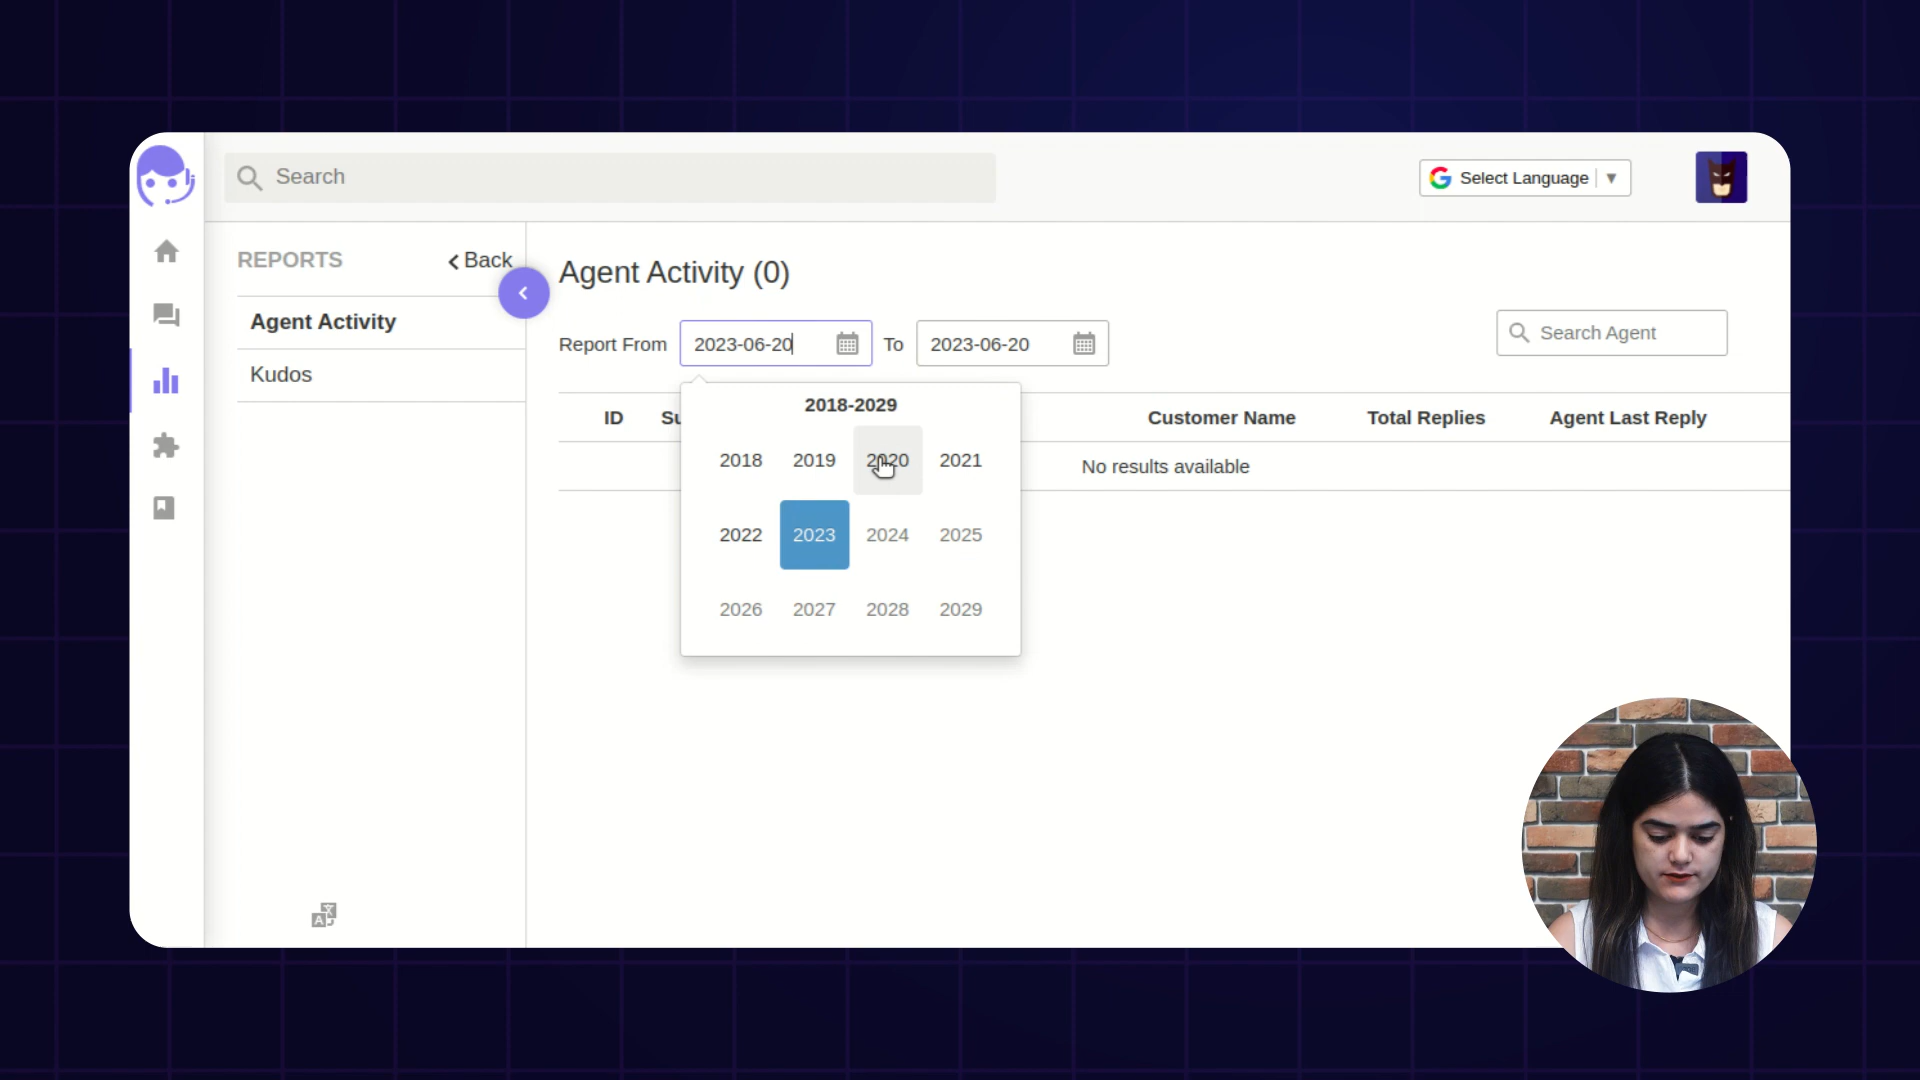 Search
Select Language
REPORTS
Back
Agent Activity
Kudos
Agent Activity (0)
Report From 2023-06-20 To 2023-06-20
Search Agent
ID Su Customer Name Total Replies Agent Last Reply
No results available
2018-2029
2018 2019 2020 2021
2022 2023 2024 2025
2026 2027 2028 2029